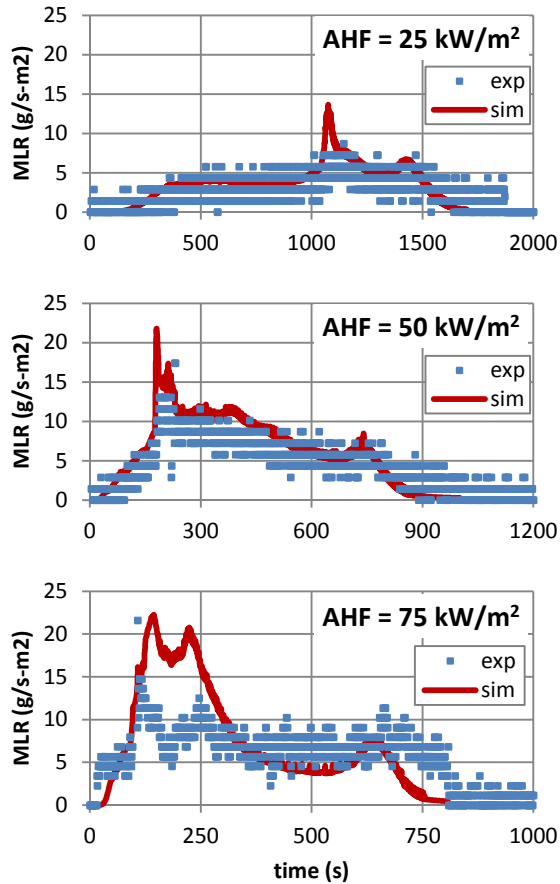 AHF = 25 kW/m²
MLR (g/s-m2)
25
20
15
10
5
0
exp
sim
0 500 1000 1500 2000
AHF = 50 kW/m²
MLR (g/s-m2)
25
20
15
10
5
0
exp
sim
0 300 600 900 1200
AHF = 75 kW/m²
MLR (g/s-m2)
25
20
15
10
5
0
exp
sim
0 250 500 750 1000
time (s)